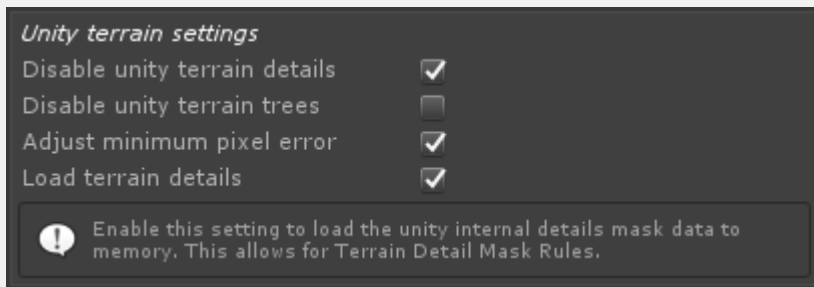 Unity terrain settings
Disable unity terrain details
Disable unity terrain trees
Adjust minimum pixel error
Load terrain details
Enable this setting to load the unity internal details mask data to
memory. This allows for Terrain Detail Mask Rules.